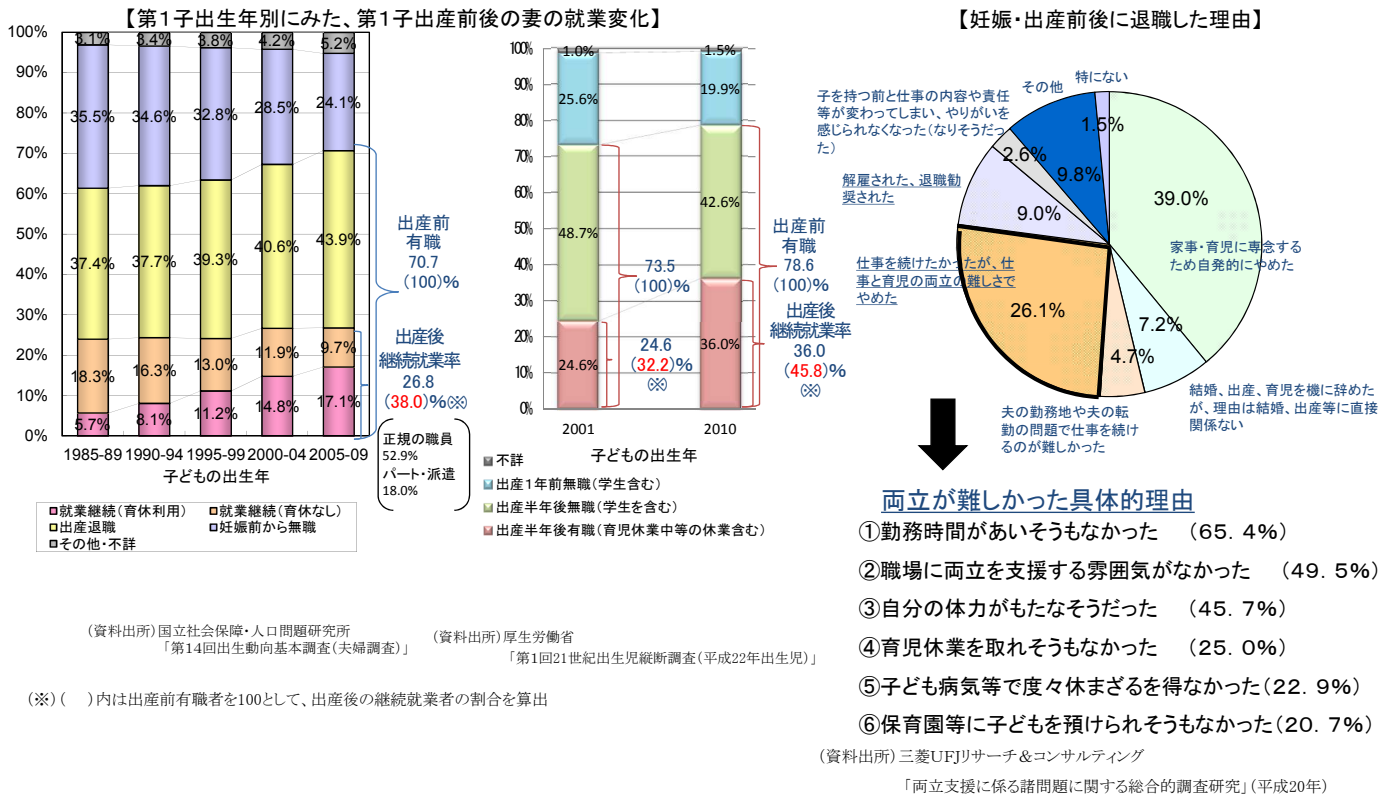 【第1子出生年別にみた、第1子出産前後の妻の就業変化】
100%
90%
80%
70%
60%
50%
40%
30%
20%
10%
0%
3.1%
3.4%
3.8%
4.2%
5.2%
35.5%
34.6%
32.8%
28.5%
24.1%
37.4%
37.7%
39.3%
40.6%
43.9%
18.3%
16.3%
13.0%
11.9%
9.7%
5.7%
8.1%
11.2%
14.8%
17.1%
1985-89
1990-94
1995-99
2000-04
2005-09
子どもの出生年
出産前
有職
70.7
(100)%
出産後
継続就業率
26.8
(38.0)%(※)
正規の職員
52.9%
パート・派遣
18.0%
就業継続(育休利用)
就業継続(育休なし)
出産退職
妊娠前から無職
その他・不詳
100%
90%
80%
70%
60%
50%
40%
30%
20%
10%
0%
1.0%
1.5%
25.6%
19.9%
48.7%
42.6%
24.6%
36.0%
2001
2010
子どもの出生年
73.5
(100)%
24.6
(32.2)%
(※)
出産前
有職
78.6
(100)%
出産後
継続就業率
36.0
(45.8)%
(※)
不詳
出産1年前無職(学生含む)
出産半年後無職(学生を含む)
出産半年後有職(育児休業中等の休業含む)
(資料出所)国立社会保障・人口問題研究所
「第14回出生動向基本調査(夫婦調査)」
(資料出所)厚生労働省
「第1回21世紀出生児縦断調査(平成22年出生児)」
(※)(　)内は出産前有職者を100として、出産後の継続就業者の割合を算出
【妊娠・出産前後に退職した理由】
特にない
その他
子を持つ前と仕事の内容や責任
等が変わってしまい、やりがいを
感じられなくなった(なりそうだっ
た)
1.5%
9.8%
2.6%
解雇された、退職勧
奨された
9.0%
39.0%
家事・育児に専念する
ため自発的にやめた
仕事を続けたかったが、仕
事と育児の両立の難しさで
やめた
26.1%
7.2%
4.7%
夫の勤務地や夫の転
勤の問題で仕事を続ける
のが難しかった
結婚、出産、育児を機に辞めた
が、理由は結婚、出産等に直接
関係ない
両立が難しかった具体的理由
①勤務時間があいそうもなかった　(65.4%)
②職場に両立を支援する雰囲気がなかった　(49.5%)
③自分の体力がもたなそうだった　(45.7%)
④育児休業を取れそうもなかった　(25.0%)
⑤子ども病気等で度々休まざるを得なかった(22.9%)
⑥保育園等に子どもを預けられそうもなかった(20.7%)
(資料出所)三菱UFJリサーチ&コンサルティング
「両立支援に係る諸問題に関する総合的調査研究」(平成20年)